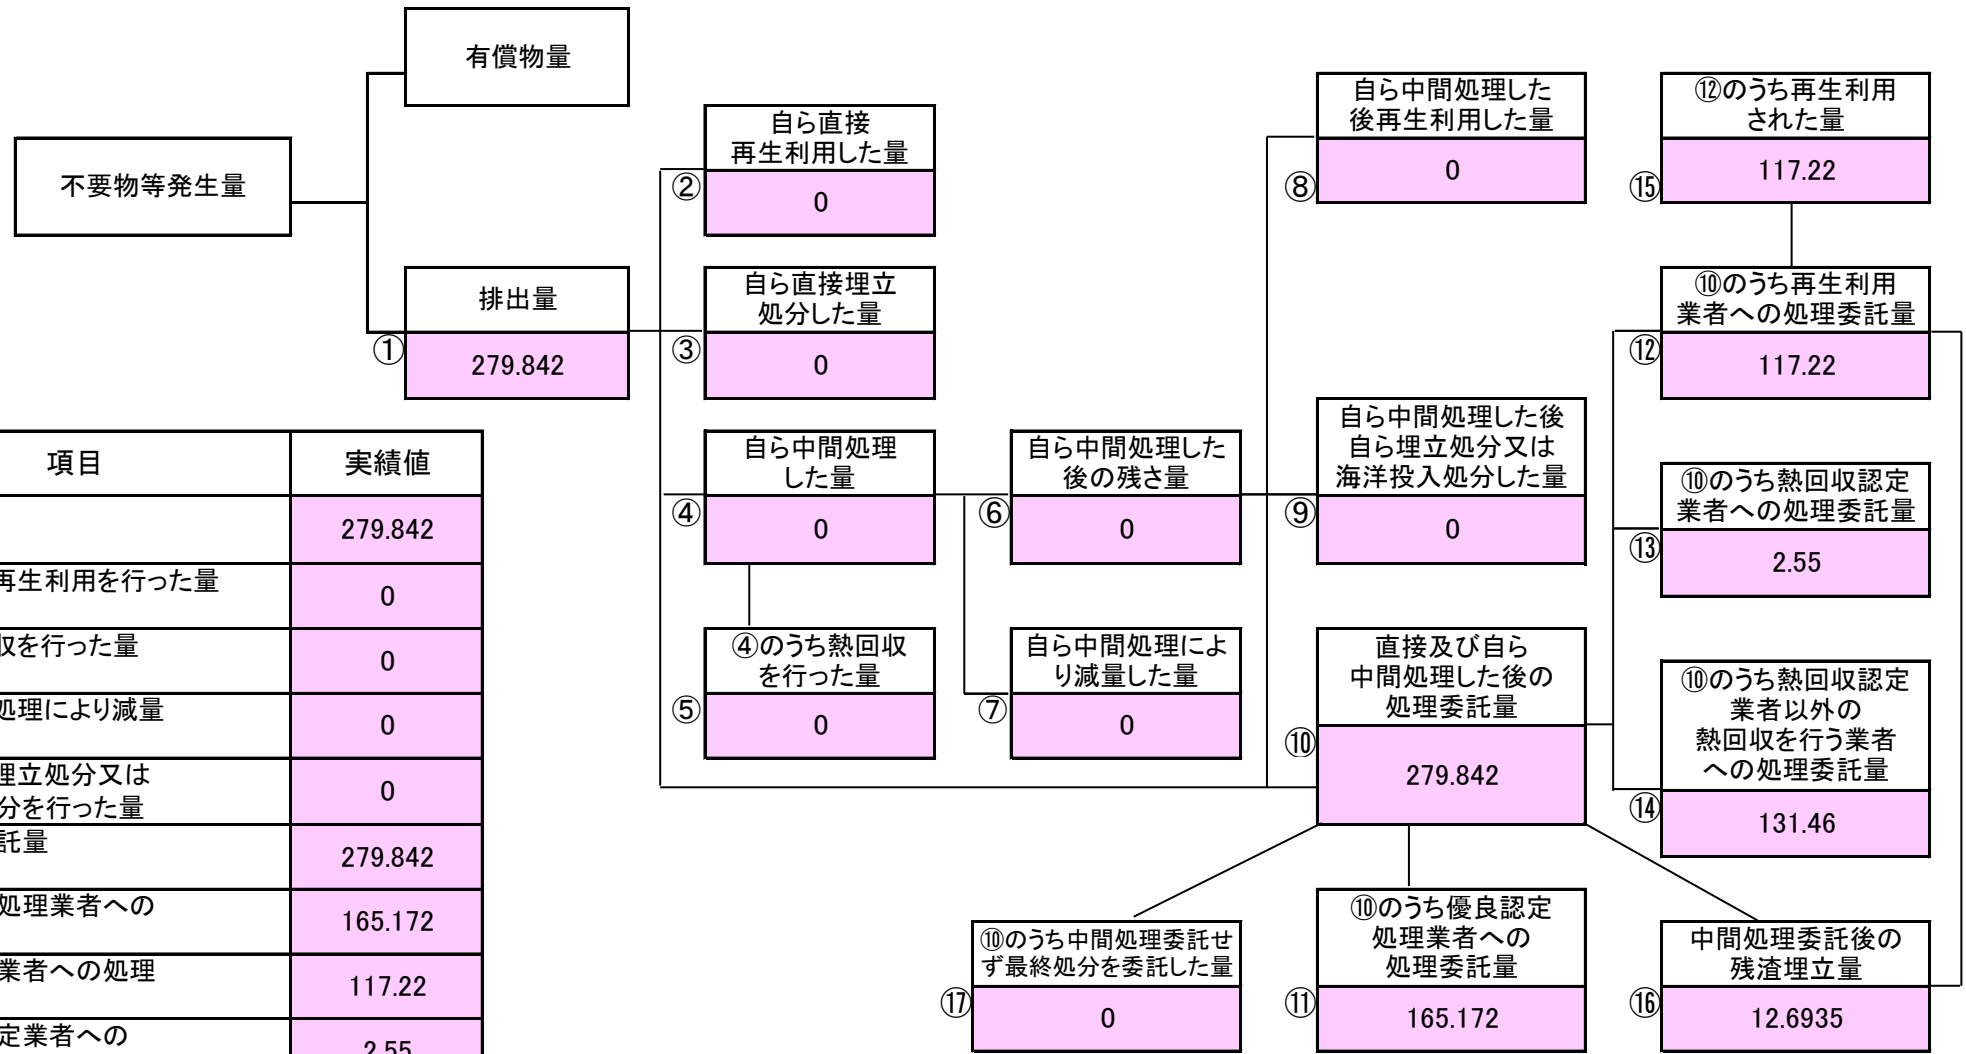 有償物量
不要物等発生量
排出量
①
279.842
自ら直接
再生利用した量
②
0
自ら直接埋立
処分した量
③
0
自ら中間処理
した量
④
0
④のうち熱回収
を行った量
⑤
0
自ら中間処理した
後の残さ量
⑥
0
自ら中間処理によ
り減量した量
⑦
0
自ら中間処理した
後再生利用した量
⑧
0
自ら中間処理した後
自ら埋立処分又は
海洋投入処分した量
⑨
0
直接及び自ら
中間処理した後の
処理委託量
⑩
279.842
⑫のうち再生利用
された量
⑮
117.22
⑩のうち再生利用
業者への処理委託量
⑫
117.22
⑩のうち熱回収認定
業者への処理委託量
⑬
2.55
⑩のうち熱回収認定
業者以外の
熱回収を行う業者
への処理委託量
⑭
131.46
⑩のうち中間処理委託せ
ず最終処分を委託した量
⑰
0
⑩のうち優良認定
処理業者への
処理委託量
⑪
165.172
中間処理委託後の
残渣埋立量
⑯
12.6935
項目
実績値
279.842
再生利用を行った量
0
収を行った量
0
処理により減量
0
埋立処分又は
分を行った量
0
託量
279.842
処理業者への
165.172
業者への処理
117.22
定業者への
2.55